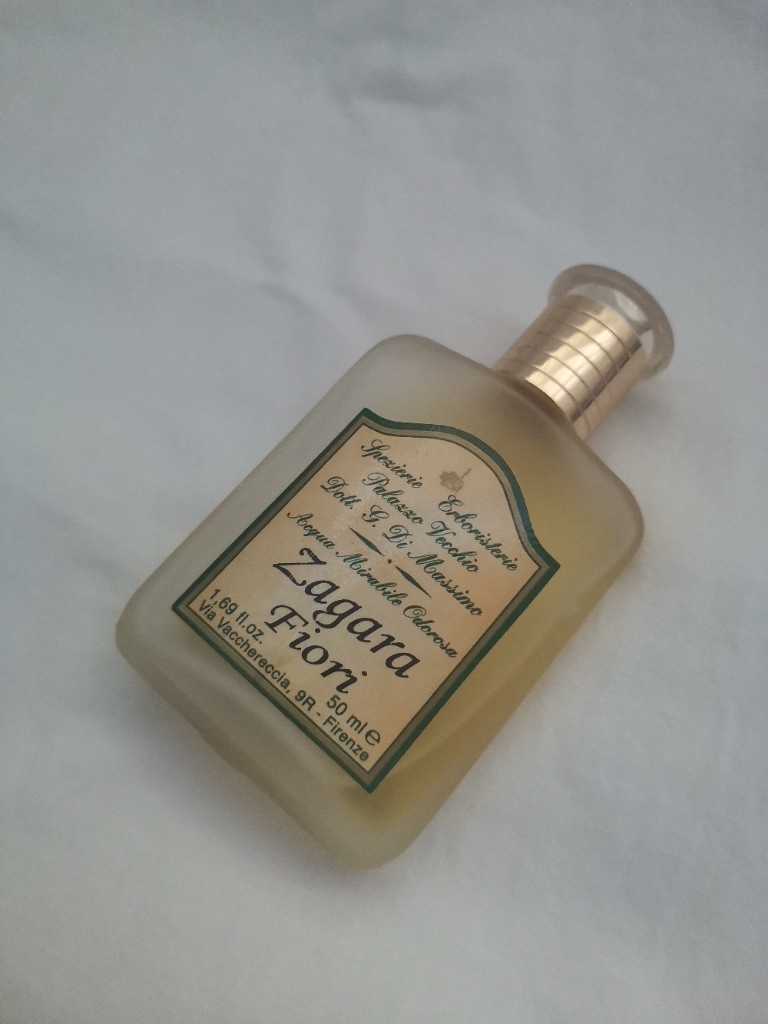 Spezierie Erboristerie
Palazzo Vecchio
Dott. G. Di Massimo
Acqua Mirabile Odorosa
Zagara
Fiori
1,69 fl.oz. 50 ml ℮
Via Vacchereccia, 9R - Firenze